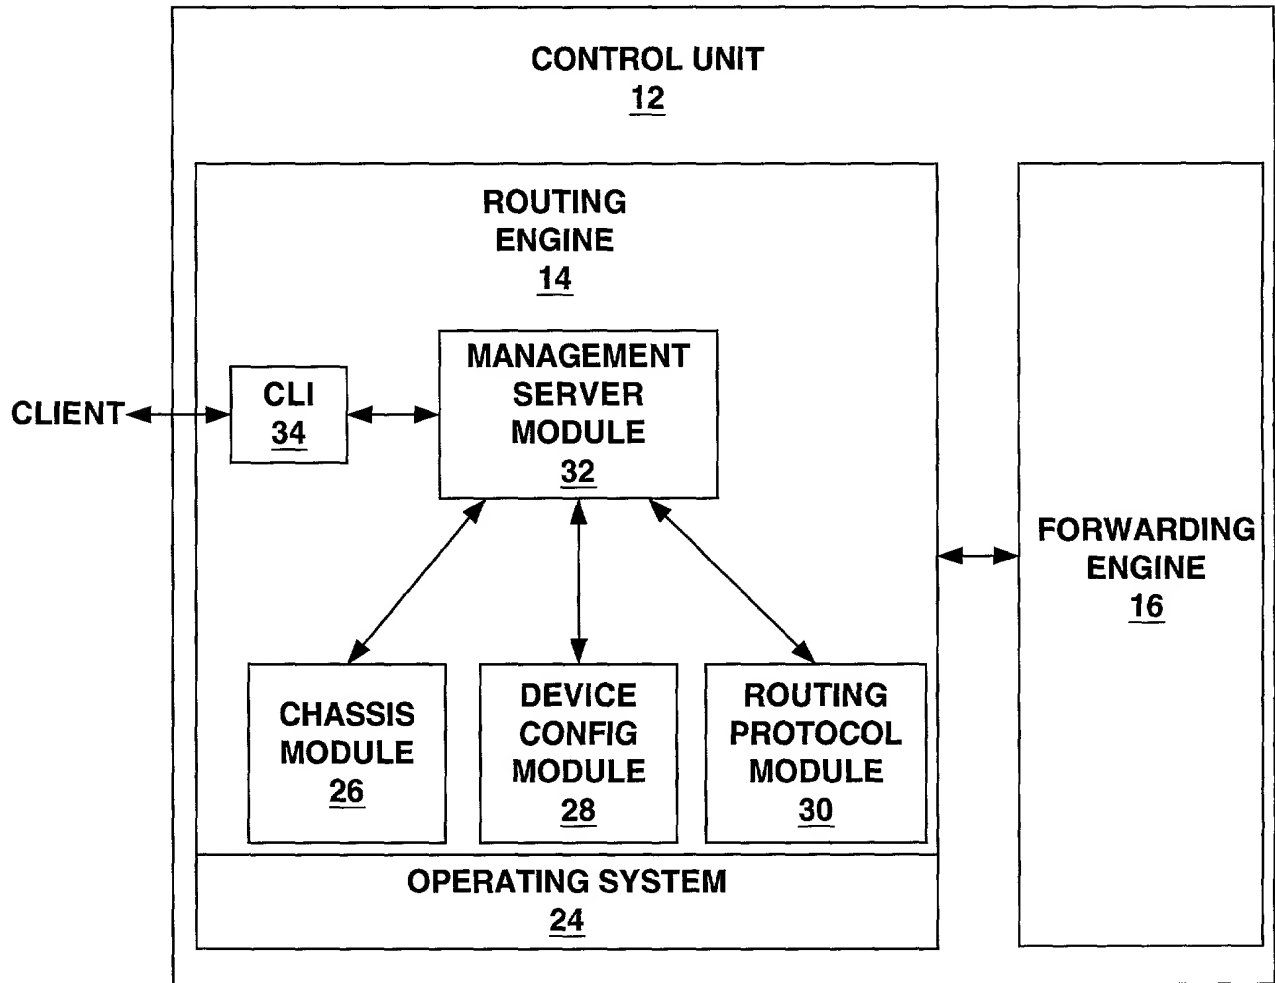 CONTROL UNIT
12
ROUTING
ENGINE
14
MANAGEMENT
SERVER
MODULE
32
CLI
34
CLIENT
FORWARDING
ENGINE
16
CHASSIS
MODULE
26
DEVICE
CONFIG
MODULE
28
ROUTING
PROTOCOL
MODULE
30
OPERATING SYSTEM
24